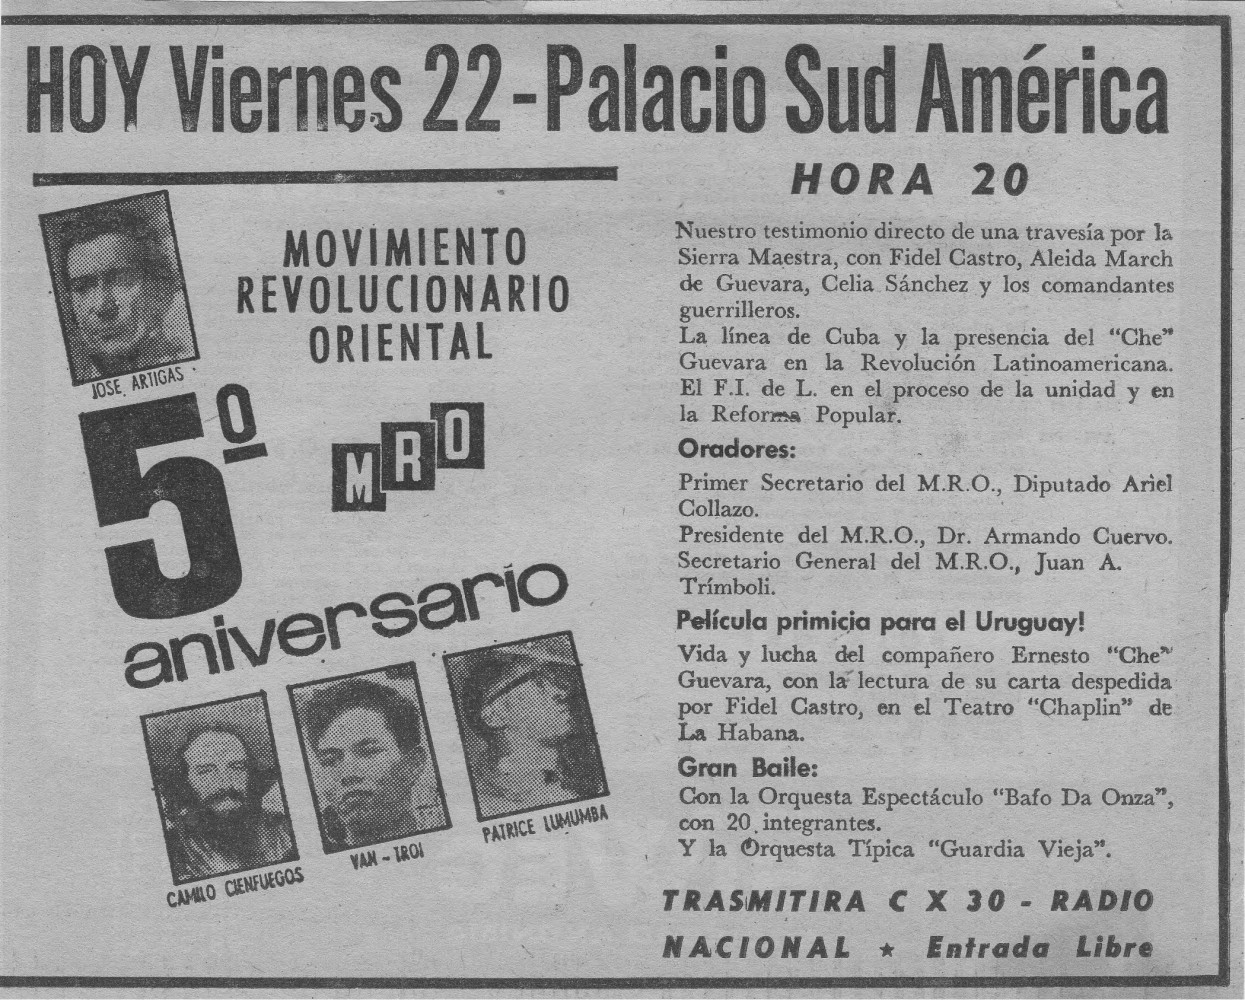 HOY Viernes 22 - Palacio Sud América
HORA 20
MOVIMIENTO
REVOLUCIONARIO
ORIENTAL
JOSE ARTIGAS
5º
MRO
aniversario
CAMILO CIENFUEGOS
VAN - TROI
PATRICE LUMUMBA
Nuestro testimonio directo de una travesía por la
Sierra Maestra, con Fidel Castro, Aleida March
de Guevara, Celia Sánchez y los comandantes
guerrilleros.
La línea de Cuba y la presencia del "Che"
Guevara en la Revolución Latinoamericana.
El F.I. de L. en el proceso de la unidad y en
la Reforma Popular.
Oradores:
Primer Secretario del M.R.O., Diputado Ariel
Collazo.
Presidente del M.R.O., Dr. Armando Cuervo.
Secretario General del M.R.O., Juan A.
Trímboli.
Película primicia para el Uruguay!
Vida y lucha del compañero Ernesto "Che"
Guevara, con la lectura de su carta despedida
por Fidel Castro, en el Teatro "Chaplin" de
La Habana.
Gran Baile:
Con la Orquesta Espectáculo "Bafo Da Onza",
con 20 integrantes.
Y la Orquesta Típica "Guardia Vieja".
TRASMITIRA C X 30 - RADIO
NACIONAL ★ Entrada Libre